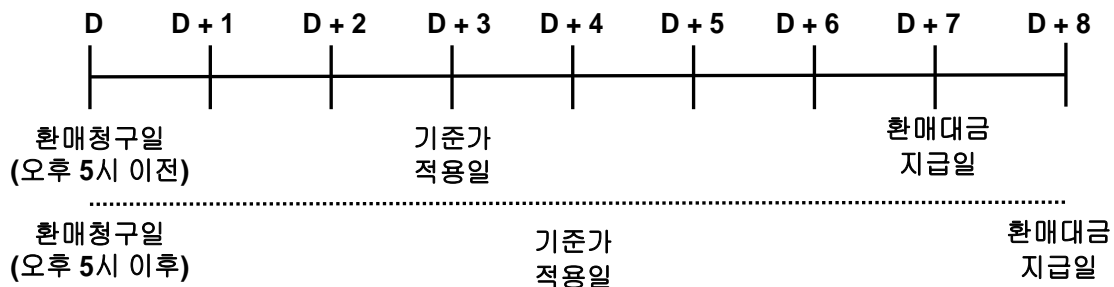 D D + 1 D + 2 D + 3 D + 4 D + 5 D + 6 D + 7 D + 8
환매청구일
(오후 5시 이전)
기준가
적용일
환매대금
지급일
환매청구일
(오후 5시 이후)
기준가
적용일
환매대금
지급일